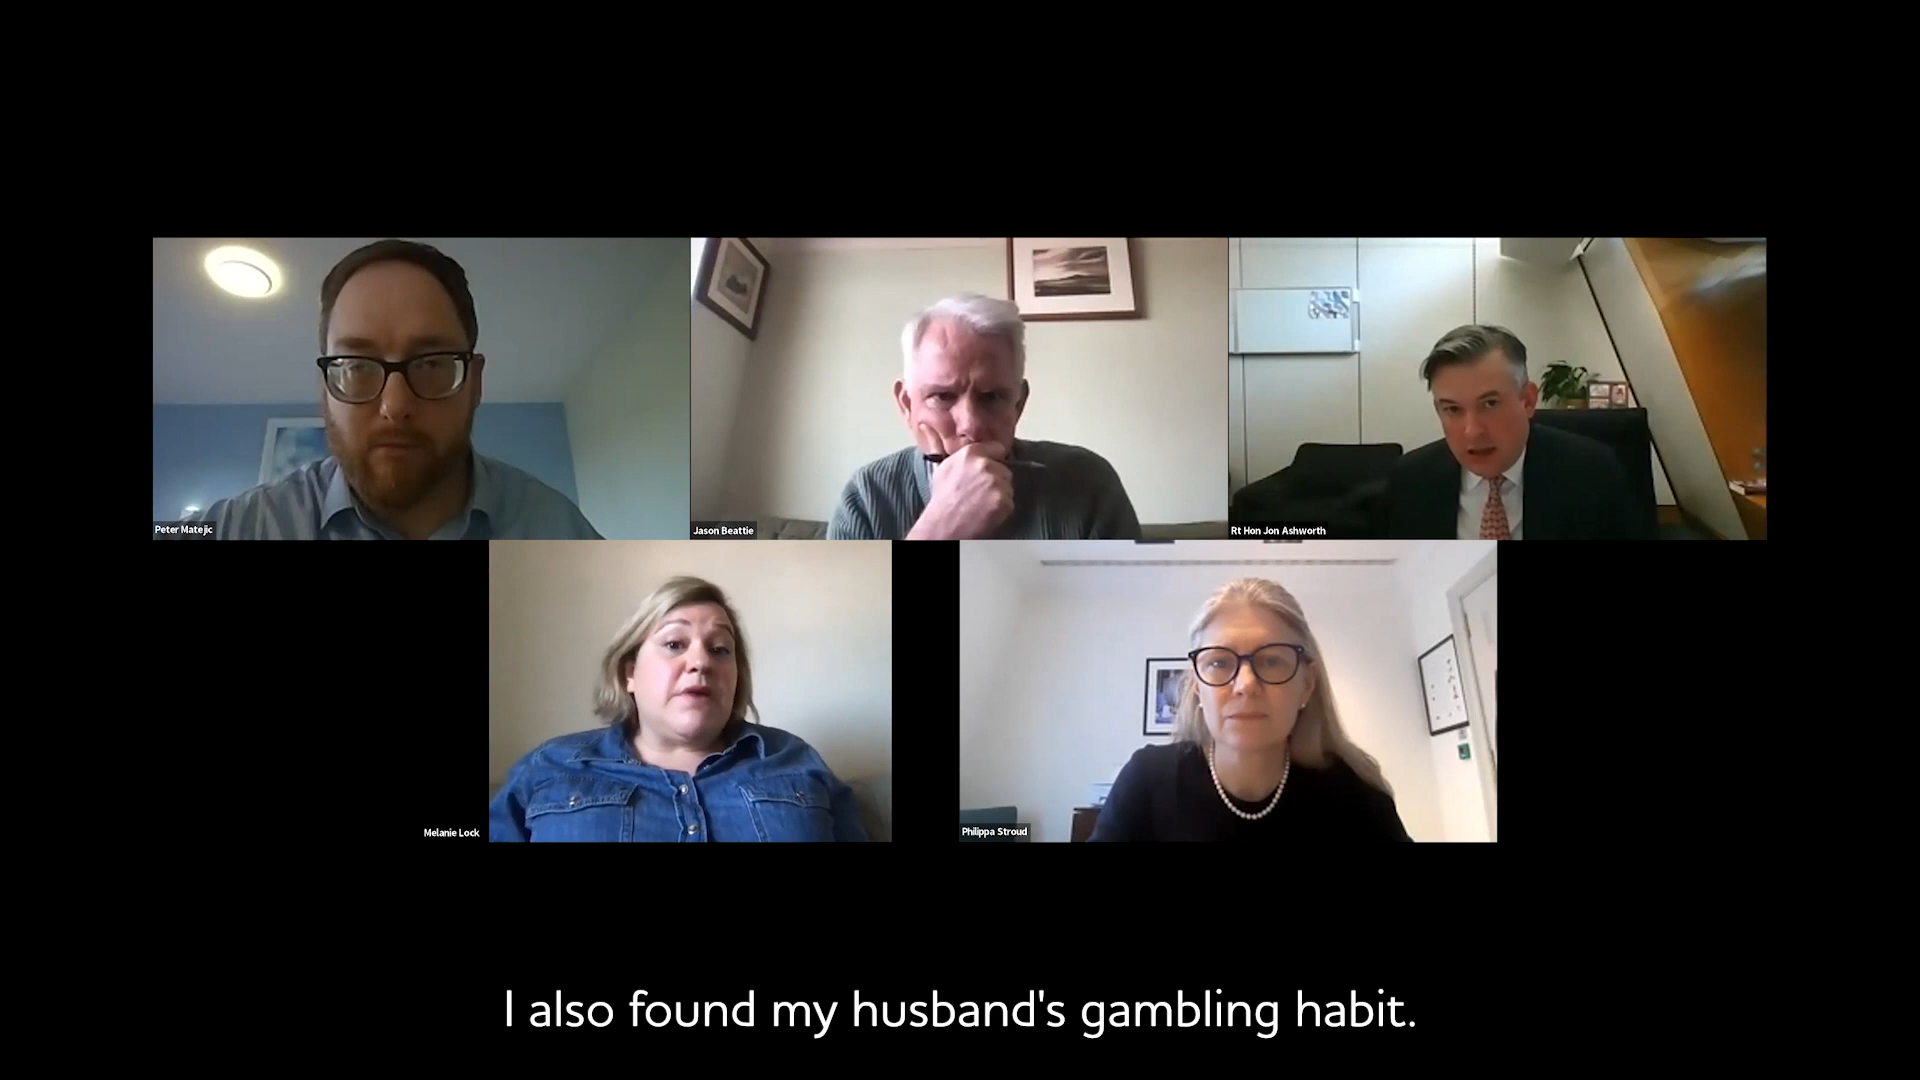 Peter Matejic
Jason Beattie
Rt Hon Jon Ashworth
Melanie Lock
Philippa Stroud
I also found my husband's gambling habit.